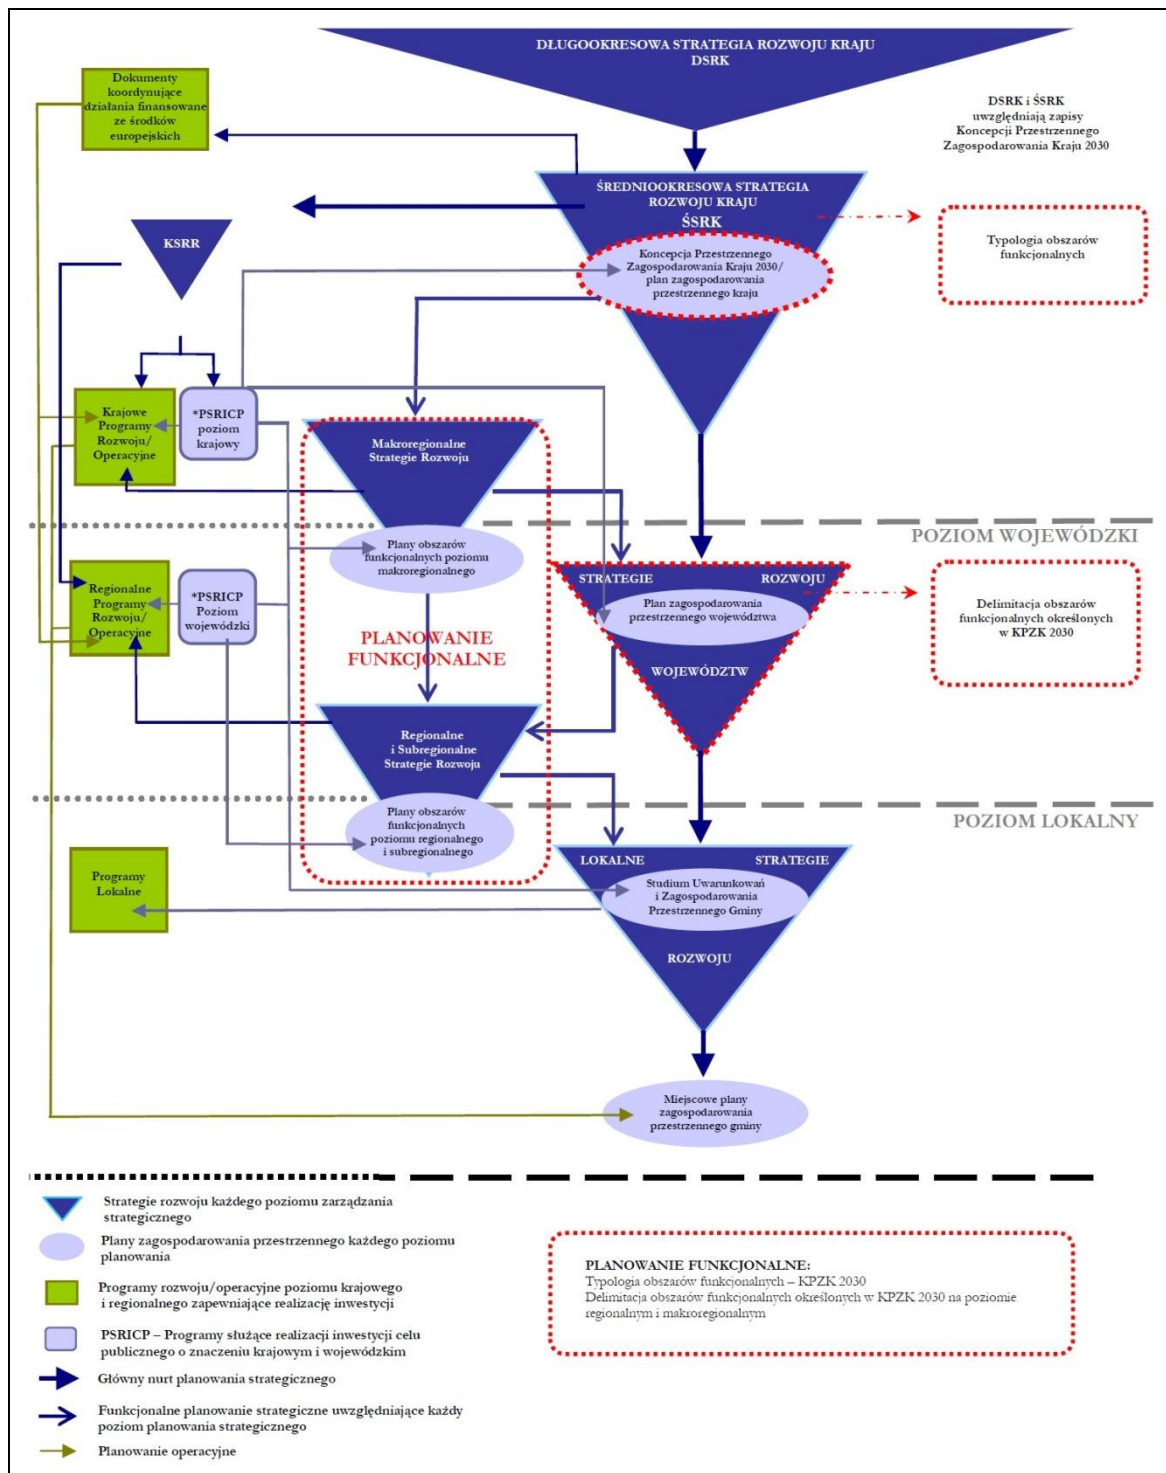 DŁUGOOKRESOWA STRATEGIA ROZWOJU KRAJU
DSRK
Dokumenty
koordynujące
działania finansowane
ze środków
europejskich
DSRK i ŚSRK
uwzględniają zapisy
Koncepcji Przestrzennego
Zagospodarowania Kraju 2030
ŚREDNIOOKRESOWA STRATEGIA
ROZWOJU KRAJU
ŚSRK
KSRR
Typologia obszarów
funkcjonalnych
Koncepcja Przestrzennego
Zagospodarowania Kraju 2030/
plan zagospodarowania
przestrzennego kraju
Krajowe
Programy
Rozwoju/
Operacyjne
*PSRICP
poziom
krajowy
Makroregionalne
Strategie Rozwoju
POZIOM WOJEWÓDZKI
Plany obszarów
funkcjonalnych poziomu
makroregionalnego
Regionalne
Programy
Rozwoju/
Operacyjne
*PSRICP
Poziom
wojewódzki
STRATEGIE ROZWOJU
Plan zagospodarowania
przestrzennego województwa
WOJEWÓDZTW
Delimitacja obszarów
funkcjonalnych określonych
w KPZK 2030
PLANOWANIE
FUNKCJONALNE
Regionalne
i Subregionalne
Strategie Rozwoju
POZIOM LOKALNY
Plany obszarów
funkcjonalnych
poziomu regionalnego
i subregionalnego
Programy
Lokalne
LOKALNE STRATEGIE
Studium Uwarunkowań
i Zagospodarowania
Przestrzennego Gminy
ROZWOJU
Miejscowe plany
zagospodarowania
przestrzennego gminy
Strategie rozwoju każdego poziomu zarządzania
strategicznego
Plany zagospodarowania przestrzennego każdego poziomu
planowania
Programy rozwoju/operacyjne poziomu krajowego
i regionalnego zapewniające realizację inwestycji
PSRICP – Programy służące realizacji inwestycji celu
publicznego o znaczeniu krajowym i wojewódzkim
Główny nurt planowania strategicznego
Funkcjonalne planowanie strategiczne uwzględniające każdy
poziom planowania strategicznego
Planowanie operacyjne
PLANOWANIE FUNKCJONALNE:
Typologia obszarów funkcjonalnych – KPZK 2030
Delimitacja obszarów funkcjonalnych określonych w KPZK 2030 na poziomie
regionalnym i makroregionalnym